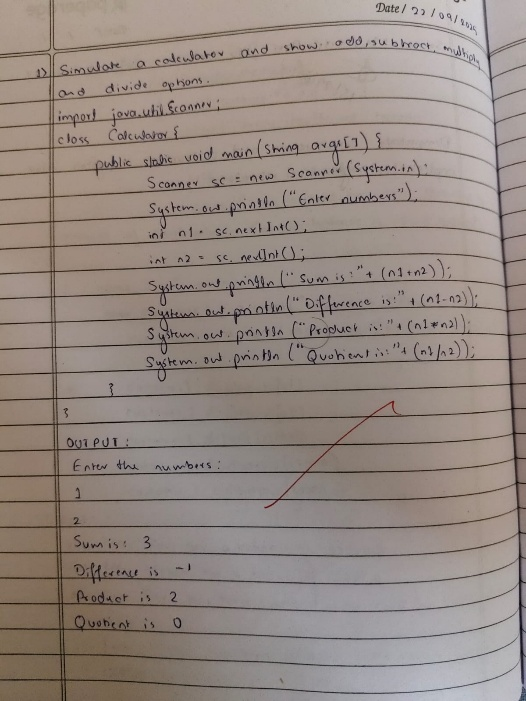 Date/ 22/09/2020
1) Simulate a calculator and show add, subtract, multiply
and divide options.
import java.util.Scanner;
class Calculator {
public static void main(String args[]) {
Scanner sc = new Scanner(System.in);
System.out.println ("Enter numbers");
int n1 = sc.nextInt();
int n2 = sc.nextInt();
System.out.println("Sum is:"+ (n1+n2));
System.out.println("Difference is:"+ (n1-n2));
System.out.println ("Product is:"+(n1*n2));
System.out.println ("Quotient is:"+ (n1/n2));
}
}
OUTPUT:
Enter the numbers:
1
2
Sum is: 3
Difference is -1
Product is 2
Quotient is 0